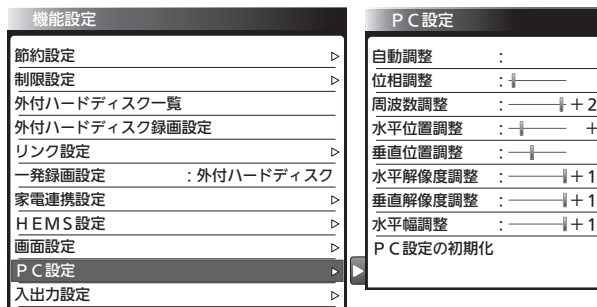 機能設定
節約設定
制限設定
外付ハードディスク一覧
外付ハードディスク録画設定
リンク設定
一発録画設定 : 外付ハードディスク
家電連携設定
HEMS設定
画面設定
PC設定
入出力設定
PC設定
自動調整 :
位相調整 :
周波数調整 : +2
水平位置調整 : +
垂直位置調整 :
水平解像度調整 : +1
垂直解像度調整 : +1
水平幅調整 : +1
PC設定の初期化